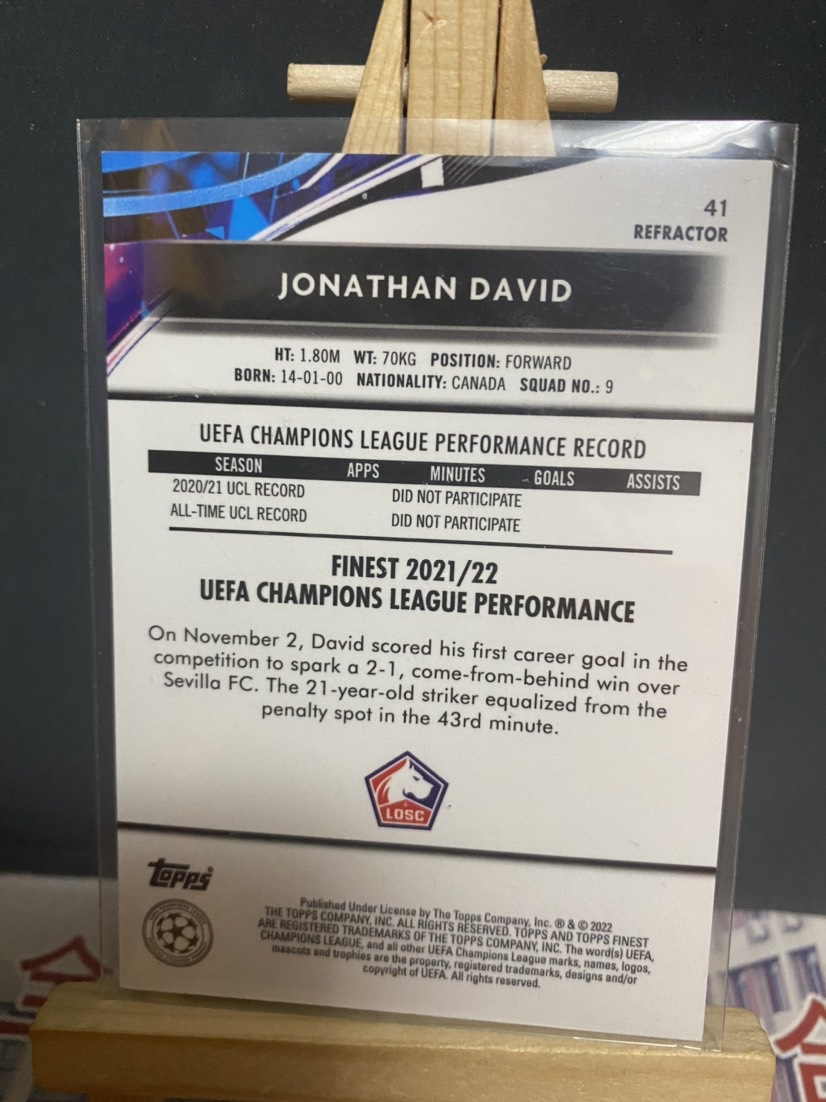 41
REFRACTOR
JONATHAN DAVID
HT: 1.80M WT: 70KG POSITION: FORWARD
BORN: 14-01-00 NATIONALITY: CANADA SQUAD NO.: 9
UEFA CHAMPIONS LEAGUE PERFORMANCE RECORD
SEASON APPS MINUTES GOALS ASSISTS
2020/21 UCL RECORD DID NOT PARTICIPATE
ALL-TIME UCL RECORD DID NOT PARTICIPATE
FINEST 2021/22
UEFA CHAMPIONS LEAGUE PERFORMANCE
On November 2, David scored his first career goal in the
competition to spark a 2-1, come-from-behind win over
Sevilla FC. The 21-year-old striker equalized from the
penalty spot in the 43rd minute.
LOSC
topps®
Published Under License by The Topps Company, Inc. ® & © 2022
THE TOPPS COMPANY, INC. ALL RIGHTS RESERVED. TOPPS AND TOPPS FINEST
ARE REGISTERED TRADEMARKS OF THE TOPPS COMPANY, INC. The word(s) UEFA,
CHAMPIONS LEAGUE, and all other UEFA Champions League marks, names, logos,
mascots and trophies are the property, registered trademarks, designs and/or
copyright of UEFA. All rights reserved.